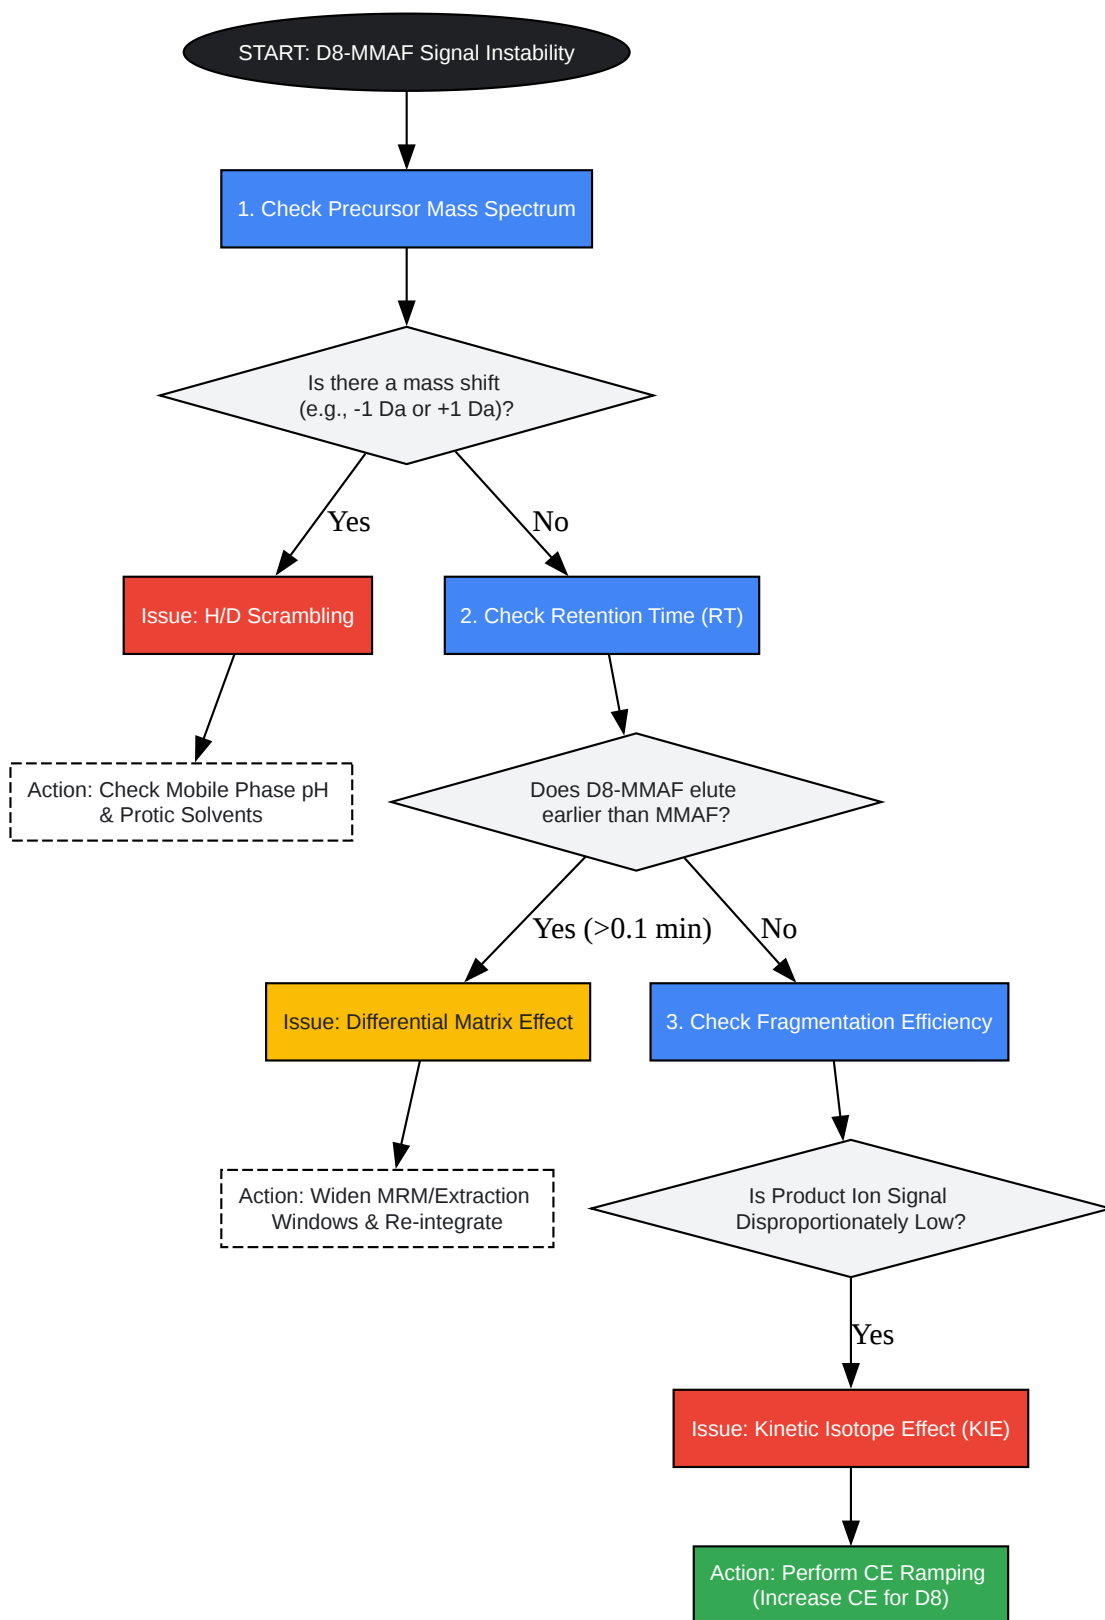 START: D8-MMAF Signal Instability
1. Check Precursor Mass Spectrum
Is there a mass shift
(e.g., -1 Da or +1 Da)?
Yes
No
Issue: H/D Scrambling
2. Check Retention Time (RT)
Action: Check Mobile Phase pH
& Protic Solvents
Does D8-MMAF elute
earlier than MMAF?
Yes (>0.1 min)
No
Issue: Differential Matrix Effect
3. Check Fragmentation Efficiency
Action: Widen MRM/Extraction
Windows & Re-integrate
Is Product Ion Signal
Disproportionately Low?
Yes
Issue: Kinetic Isotope Effect (KIE)
Action: Perform CE Ramping
(Increase CE for D8)